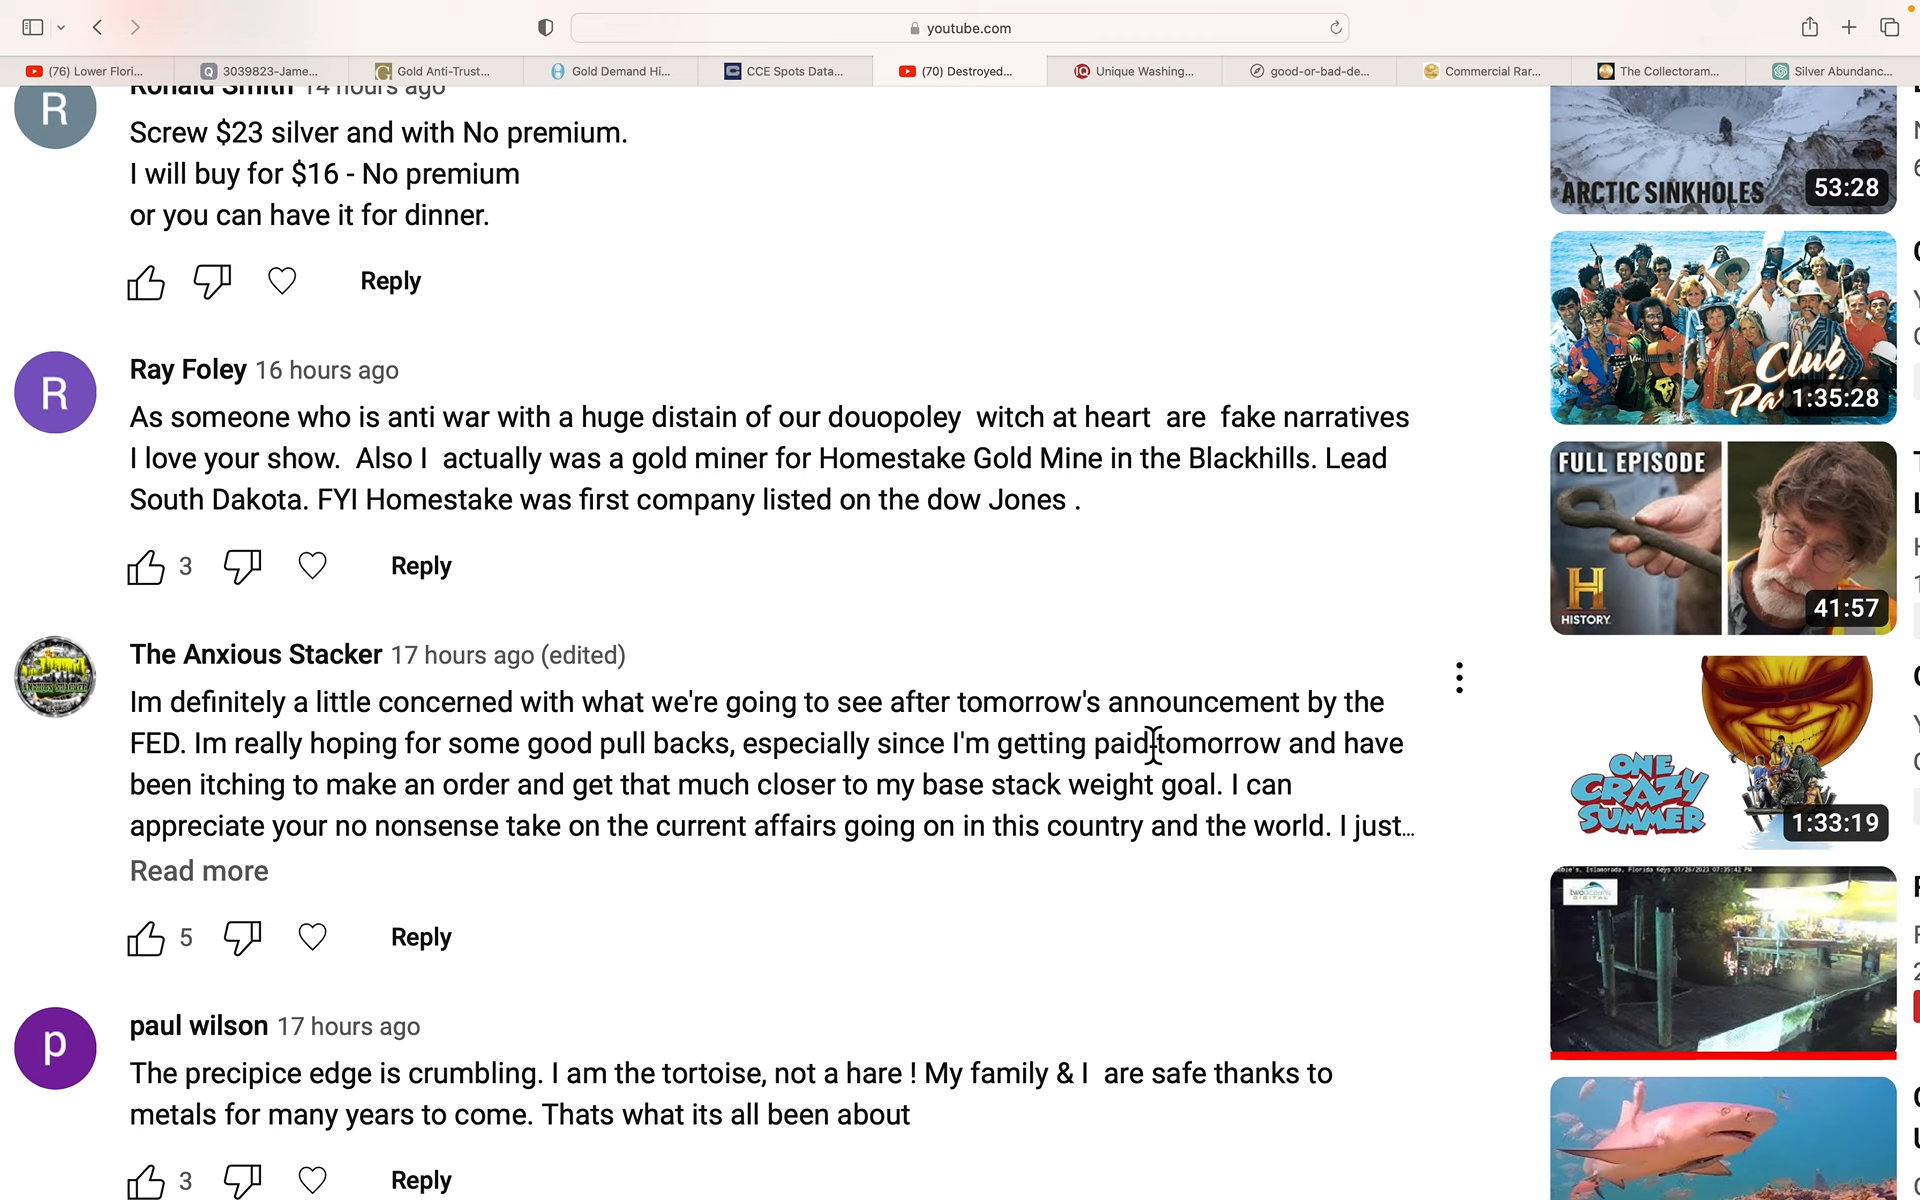 youtube.com
(76) Lower Flori...
3039823-Jame...
Gold Anti-Trust...
Gold Demand Hi...
CCE Spots Data...
(70) Destroyed...
Unique Washing...
good-or-bad-de...
Commercial Rar...
The Collectoram...
Silver Abundanc...
R
Ronald Smith 14 hours ago
Screw $23 silver and with No premium.
I will buy for $16 - No premium
or you can have it for dinner.
Reply
R
Ray Foley 16 hours ago
As someone who is anti war with a huge distain of our douopoley witch at heart are fake narratives
I love your show. Also I actually was a gold miner for Homestake Gold Mine in the Blackhills. Lead
South Dakota. FYI Homestake was first company listed on the dow Jones .
3
Reply
The Anxious Stacker 17 hours ago (edited)
Im definitely a little concerned with what we're going to see after tomorrow's announcement by the
FED. Im really hoping for some good pull backs, especially since I'm getting paid tomorrow and have
been itching to make an order and get that much closer to my base stack weight goal. I can
appreciate your no nonsense take on the current affairs going on in this country and the world. I just...
Read more
5
Reply
p
paul wilson 17 hours ago
The precipice edge is crumbling. I am the tortoise, not a hare ! My family & I are safe thanks to
metals for many years to come. Thats what its all been about
3
Reply
ARCTIC SINKHOLES
53:28
Club
Pa
1:35:28
FULL EPISODE
H
HISTORY
41:57
ONE
CRAZY
SUMMER
1:33:19
Islamorada, Florida Keys 01/26/2023 07:35:42 PM
twooceans
DIGITAL